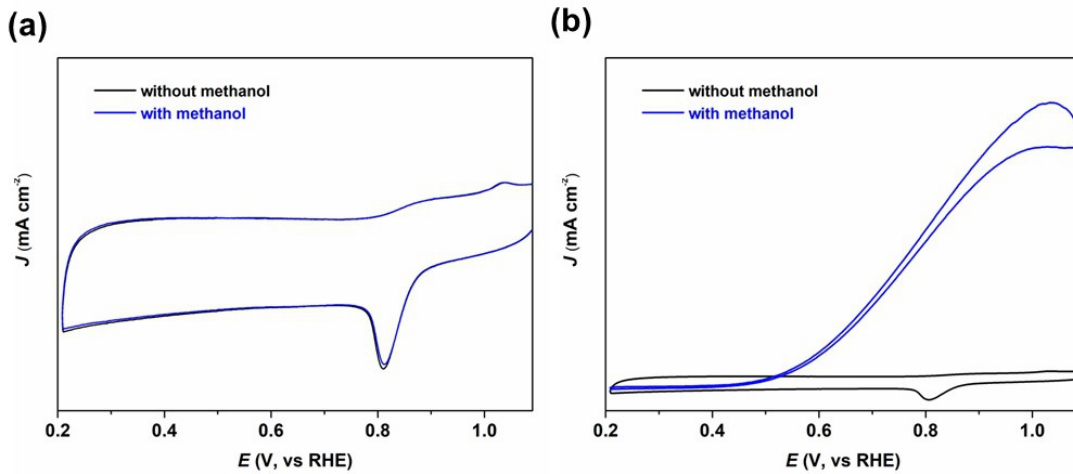 (a)
without methanol
with methanol
J (mA cm⁻²)
0.2 0.4 0.6 0.8 1.0
E (V, vs RHE)
(b)
without methanol
with methanol
J (mA cm⁻²)
0.2 0.4 0.6 0.8 1.0
E (V, vs RHE)